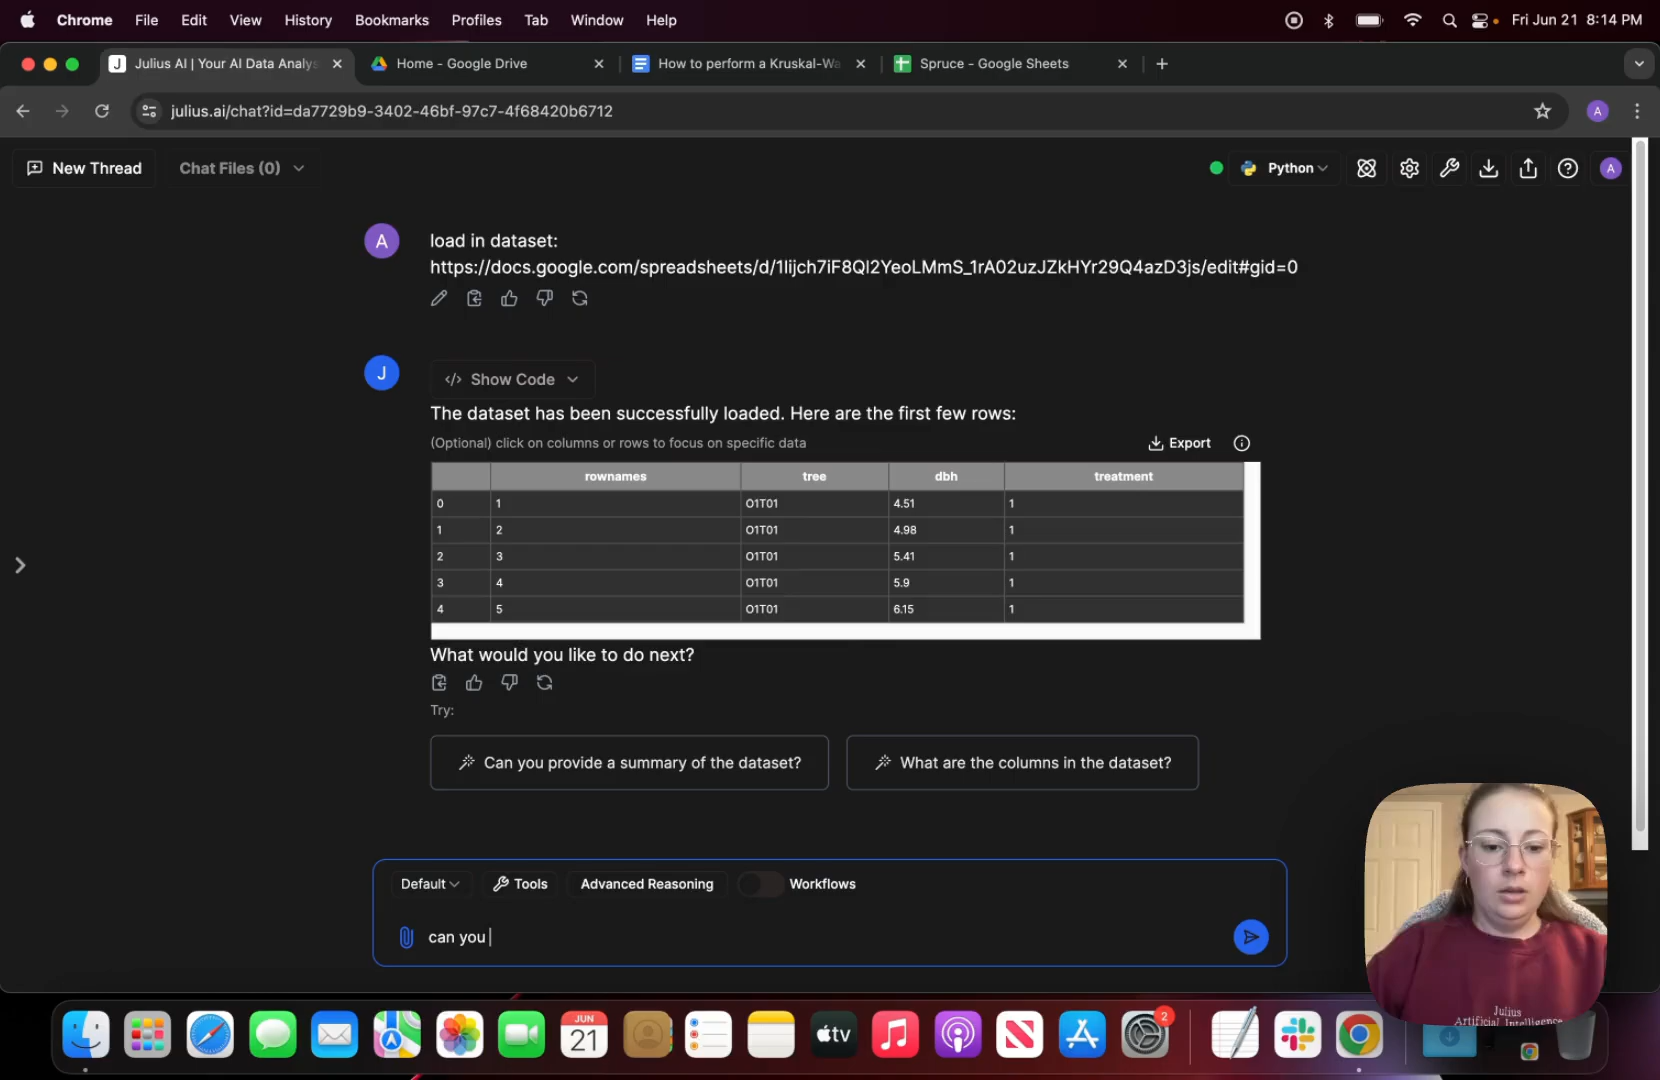 Chrome File Edit View History Bookmarks Profiles Tab Window Help Fri Jun 21 8:14 PM
Julius AI | Your AI Data Analys Home - Google Drive How to perform a Kruskal-Wa Spruce - Google Sheets
julius.ai/chat?id=da7729b9-3402-46bf-97c7-4f68420b6712 A
New Thread Chat Files (0) Python A
A load in dataset:
https://docs.google.com/spreadsheets/d/1Iijch7iF8Ql2YeoLMmS_1rA02uzJZkHYr29Q4azD3js/edit#gid=0
J </> Show Code
The dataset has been successfully loaded. Here are the first few rows:
(Optional) click on columns or rows to focus on specific data Export
rownames tree dbh treatment
0 1 O1T01 4.51 1
1 2 O1T01 4.98 1
2 3 O1T01 5.41 1
3 4 O1T01 5.9 1
4 5 O1T01 6.15 1
What would you like to do next?
Try:
Can you provide a summary of the dataset? What are the columns in the dataset?
Default Tools Advanced Reasoning Workflows
can you
Julius
Artificial Intelligence
JUN
21
tv
2